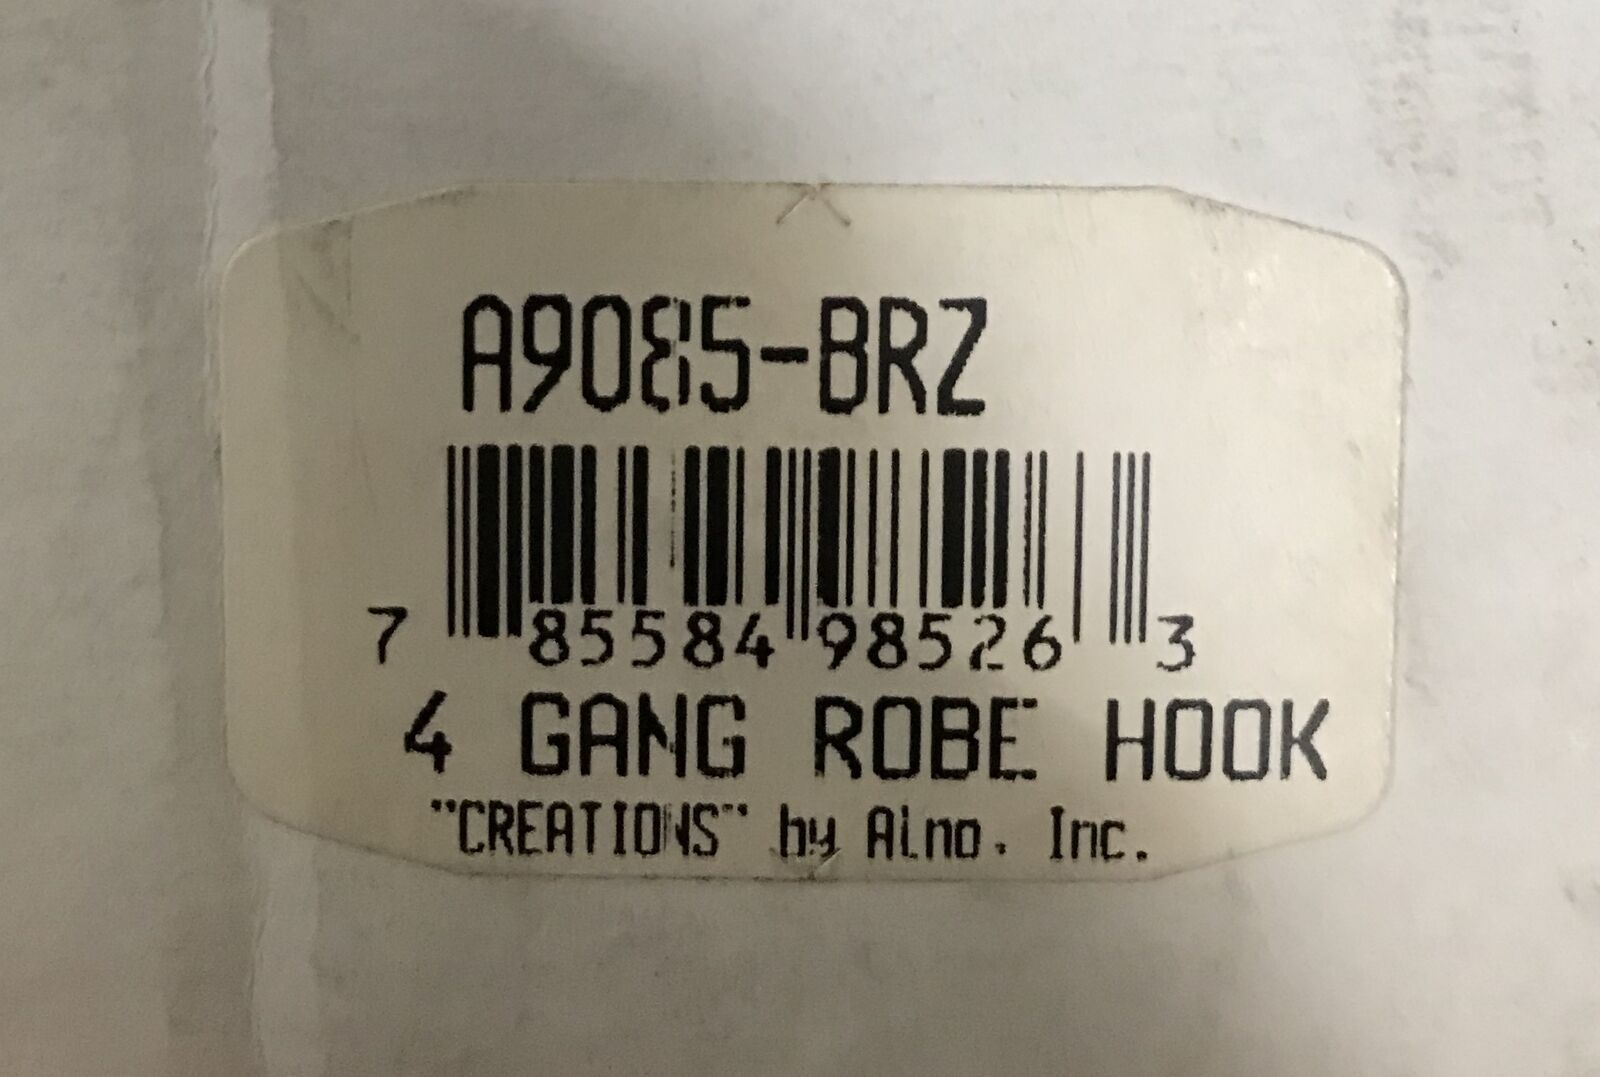 A9085-BRZ
7 85584 98526 3
4 GANG ROBE HOOK
"CREATIONS" by Alno, Inc.